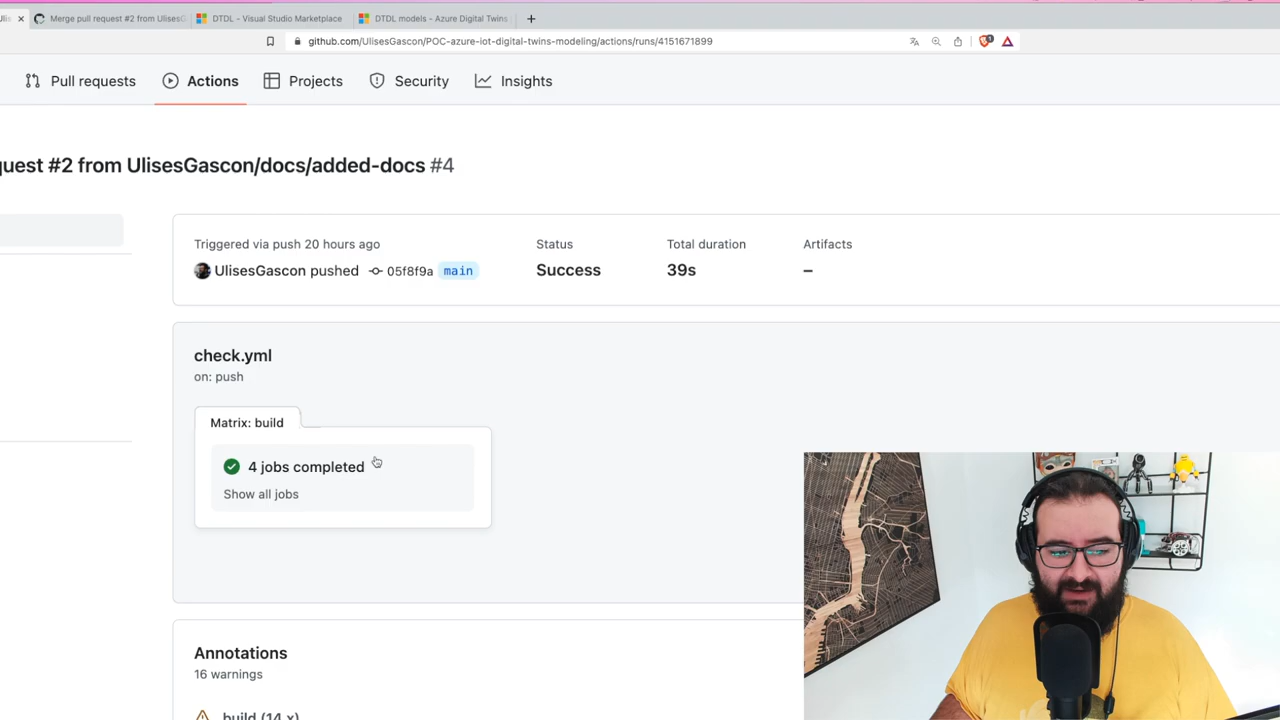 Merge pull request #2 from UlisesG
DTDL - Visual Studio Marketplace
DTDL models - Azure Digital Twins
github.com/UlisesGascon/POC-azure-iot-digital-twins-modeling/actions/runs/4151671899
Pull requests
Actions
Projects
Security
Insights
quest #2 from UlisesGascon/docs/added-docs #4
Triggered via push 20 hours ago
UlisesGascon pushed 05f8f9a main
Status
Success
Total duration
39s
Artifacts
–
check.yml
on: push
Matrix: build
4 jobs completed
Show all jobs
Annotations
16 warnings
build (14.x)